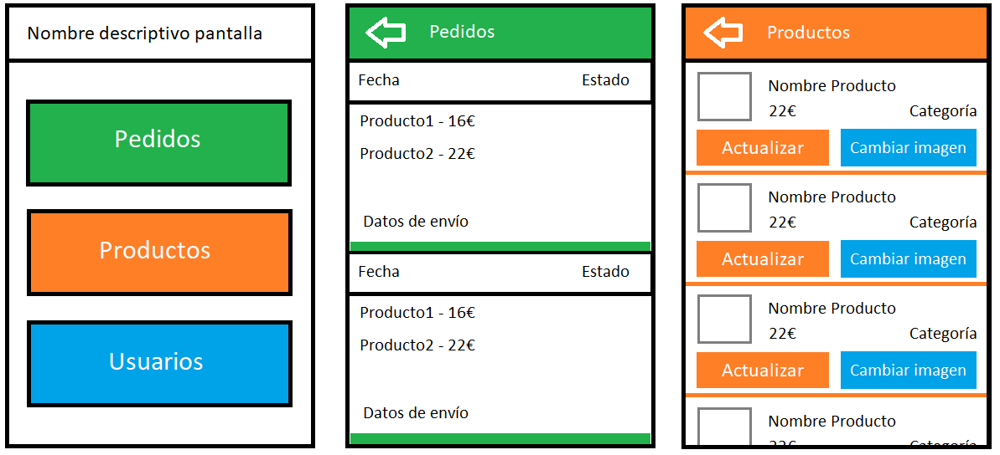 Nombre descriptivo pantalla
Pedidos
Productos
Usuarios
Pedidos
Fecha Estado
Producto1 - 16€
Producto2 - 22€
Datos de envío
Fecha Estado
Producto1 - 16€
Producto2 - 22€
Datos de envío
Productos
Nombre Producto
22€ Categoría
Actualizar Cambiar imagen
Nombre Producto
22€ Categoría
Actualizar Cambiar imagen
Nombre Producto
22€ Categoría
Actualizar Cambiar imagen
Nombre Producto
22€ Categoría